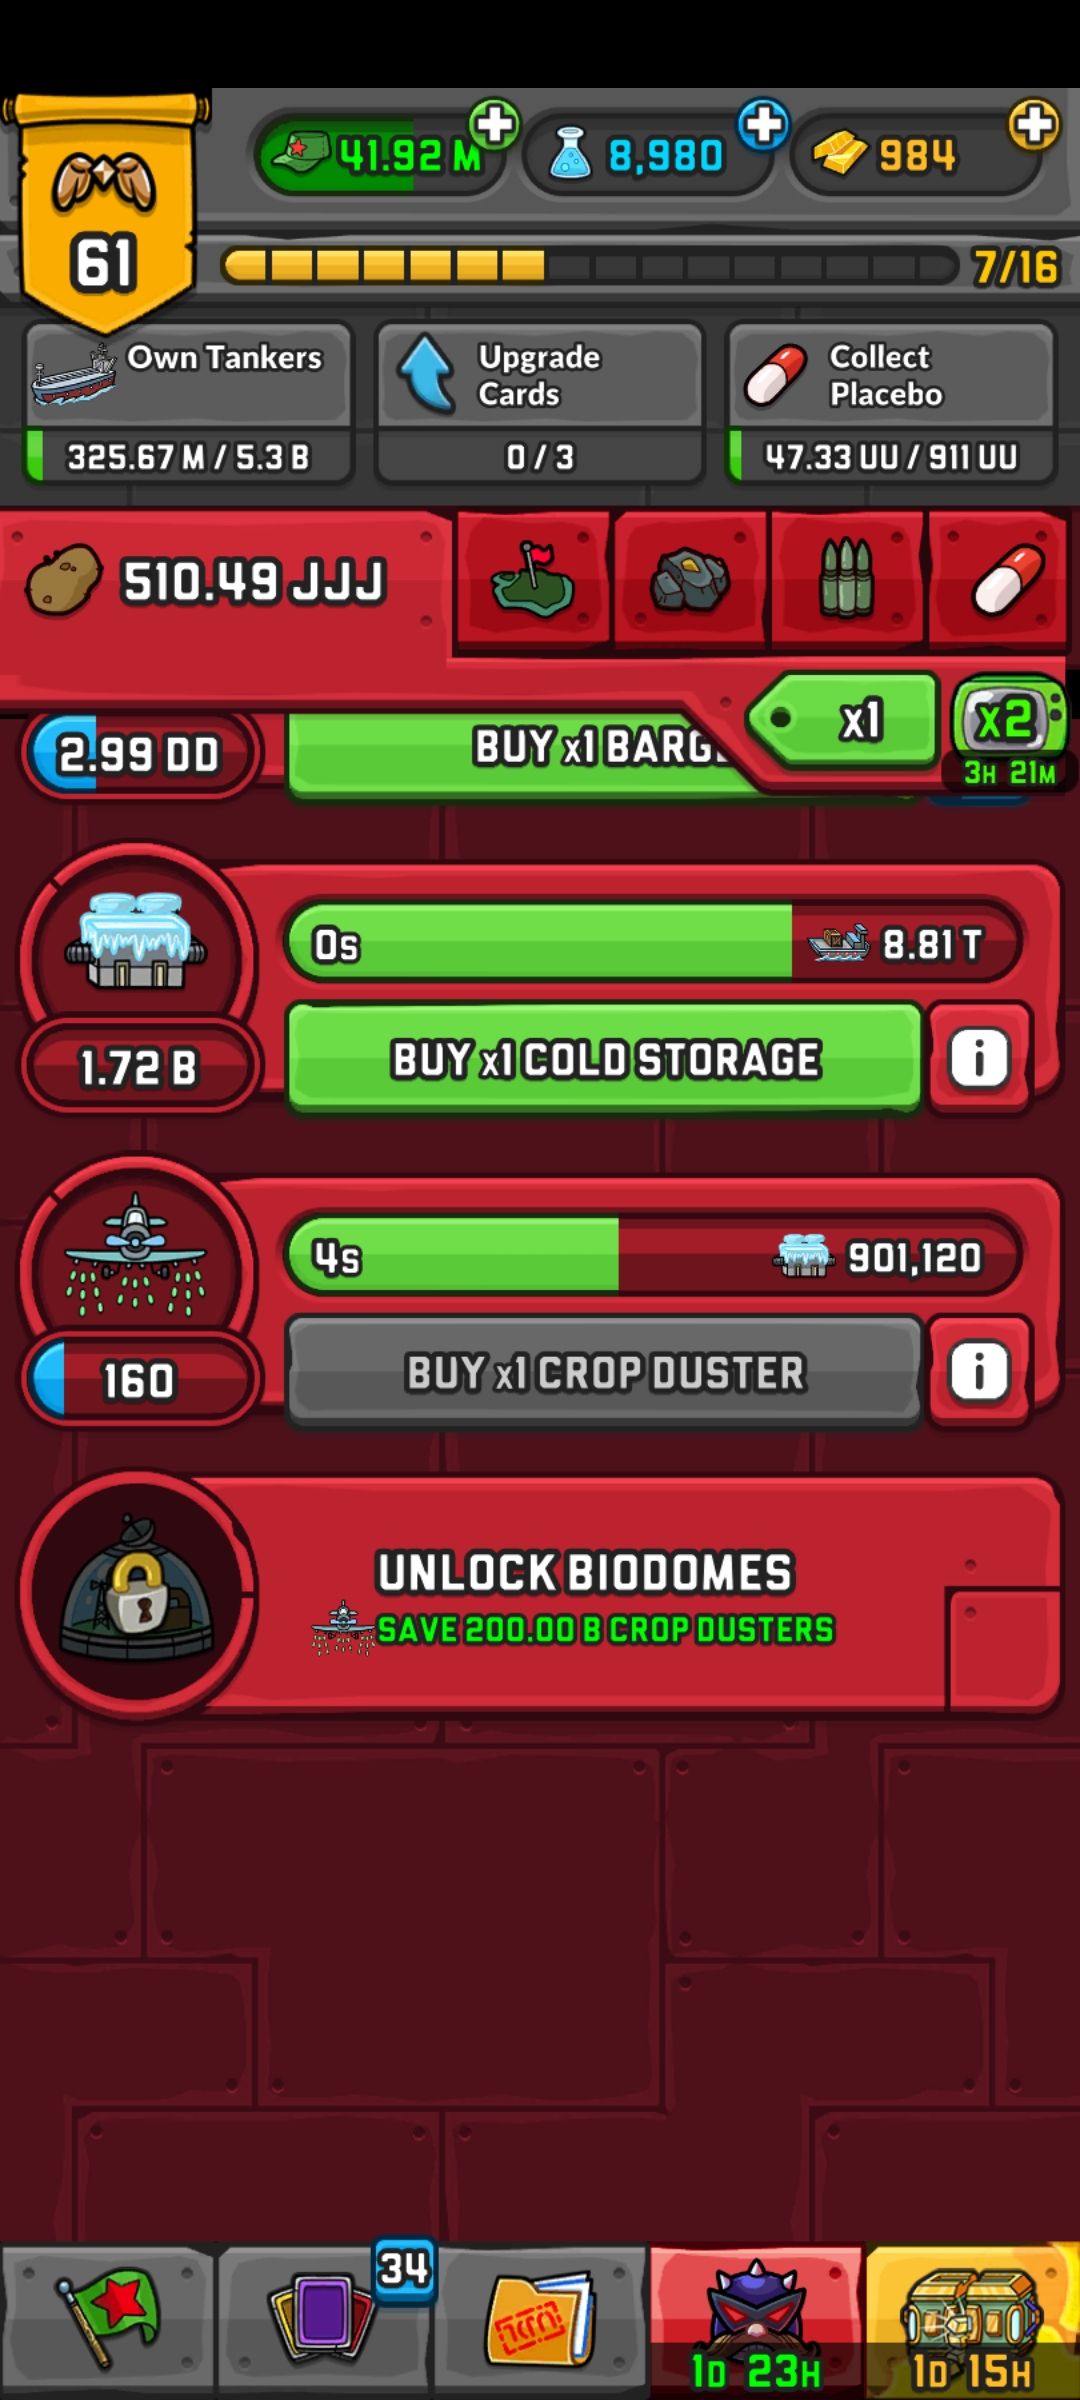 41.92 M
8,980
984
61
7/16
Own Tankers
325.67 M / 5.3 B
Upgrade
Cards
0 / 3
Collect
Placebo
47.33 UU / 911 UU
510.49 JJJ
x1
x2
3H 21M
2.99 DD
BUY x1
0s
8.81 T
1.72 B
BUY x1 COLD STORAGE
i
4s
901,120
160
BUY x1 CROP DUSTER
i
UNLOCK BIODOMES
SAVE 200.00 B CROP DUSTERS
34
1D 23H
1D 15H